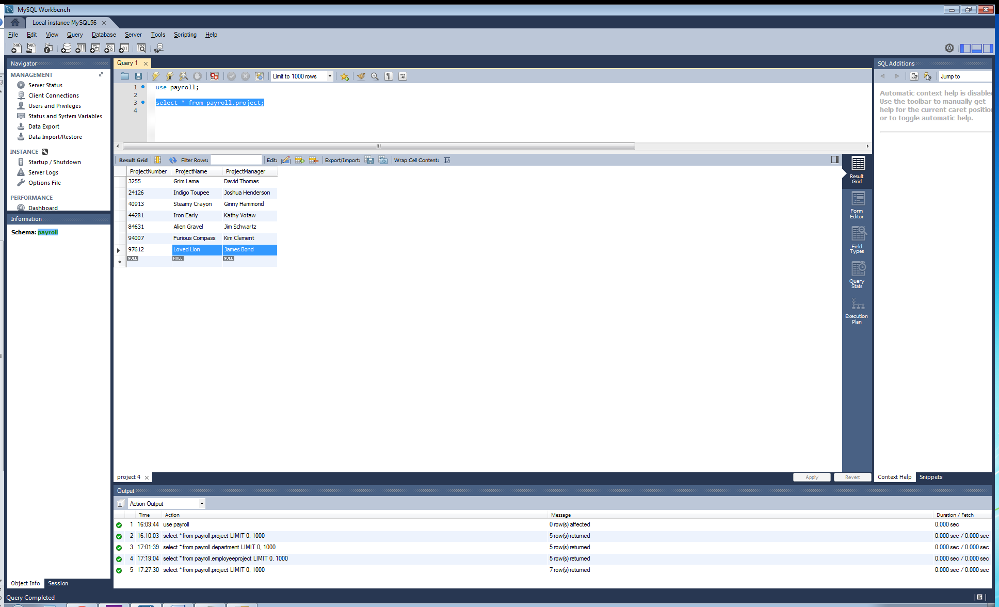 MySQL Workbench
Local instance MySQL56
File Edit View Query Database Server Tools Scripting Help
Navigator
MANAGEMENT
Server Status
Client Connections
Users and Privileges
Status and System Variables
Data Export
Data Import/Restore
INSTANCE
Startup / Shutdown
Server Logs
Options File
PERFORMANCE
Dashboard
Information
Schema: payroll
Object Info Session
Query 1
Limit to 1000 rows
1 use payroll;
2
3 select * from payroll.project;
4
Result Grid Filter Rows: Edit: Export/Import: Wrap Cell Content:
ProjectNumber ProjectName ProjectManager
3255 Grim Lama David Thomas
24126 Indigo Toupee Joshua Henderson
40913 Steamy Crayon Ginny Hammond
44281 Iron Early Kathy Votaw
84631 Alien Gravel Jim Schwartz
94007 Furious Compass Kim Clement
97612 Loved Lion James Bond
NULL NULL NULL
Result
Grid
Form
Editor
Field
Types
Query
Stats
Execution
Plan
project 4
Apply Revert
SQL Additions
Jump to
Automatic context help is disable
Use the toolbar to manually get
help for the current caret positio
or to toggle automatic help.
Context Help Snippets
Output
Action Output
Time Action Message Duration / Fetch
1 16:09:44 use payroll 0 row(s) affected 0.000 sec
2 16:10:03 select * from payroll.project LIMIT 0, 1000 5 row(s) returned 0.000 sec / 0.000 sec
3 17:01:39 select * from payroll.department LIMIT 0, 1000 5 row(s) returned 0.000 sec / 0.000 sec
4 17:19:04 select * from payroll.employeeproject LIMIT 0, 1000 5 row(s) returned 0.000 sec / 0.000 sec
5 17:27:30 select * from payroll.project LIMIT 0, 1000 7 row(s) returned 0.000 sec / 0.000 sec
Query Completed